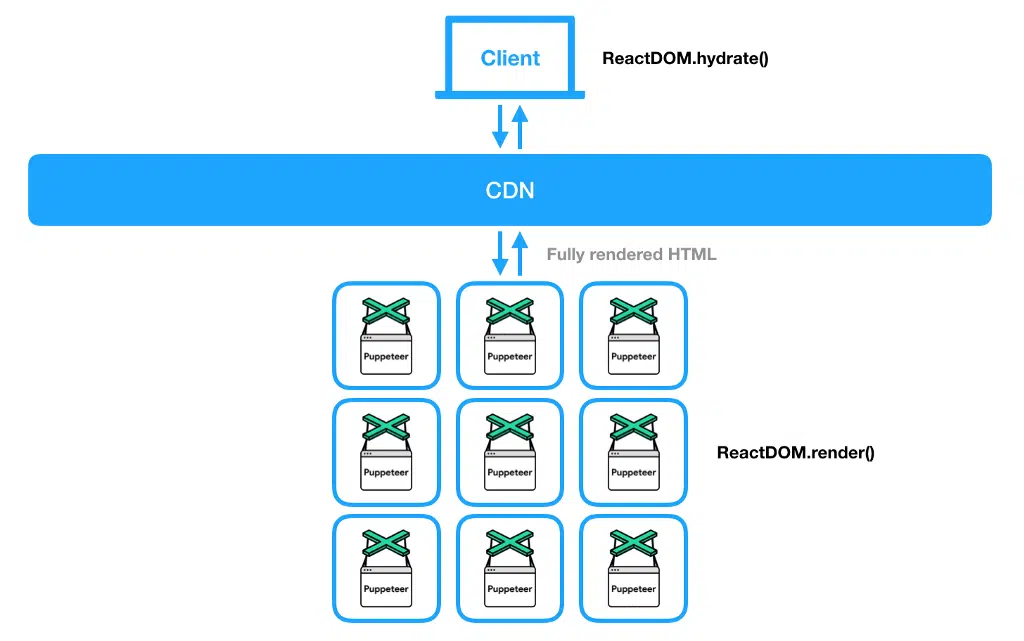 Client
ReactDOM.hydrate()
CDN
Fully rendered HTML
Puppeteer
Puppeteer
Puppeteer
Puppeteer
Puppeteer
Puppeteer
ReactDOM.render()
Puppeteer
Puppeteer
Puppeteer